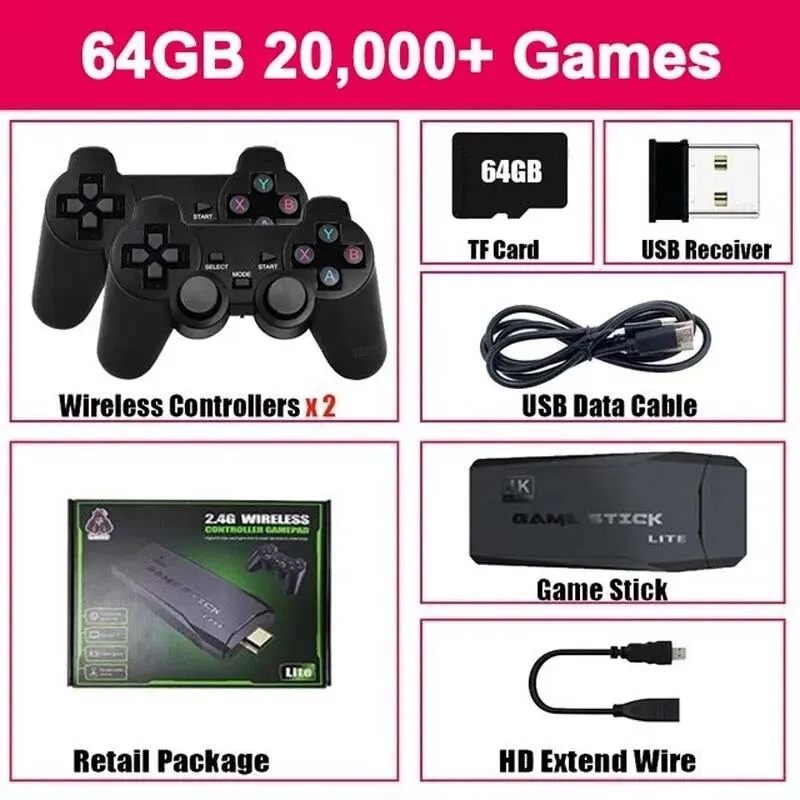 64GB 20,000+ Games
START
Y
X
B
SELECT
MODE
START
Y
X
B
A
Wireless Controllers x 2
64GB
TF Card
USB Receiver
USB Data Cable
2.4G WIRELESS
CONTROLLER GAMEPAD
GAME STICK
Lite
Retail Package
4K
GAME STICK
LITE
Game Stick
HD Extend Wire